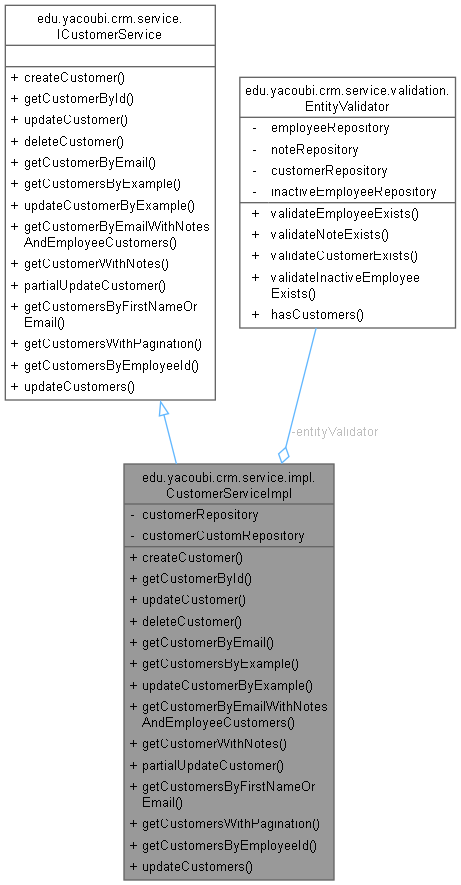 edu.yacoubi.crm.service.
ICustomerService
+ createCustomer()
+ getCustomerById()
+ updateCustomer()
+ deleteCustomer()
+ getCustomerByEmail()
+ getCustomersByExample()
+ updateCustomerByExample()
+ getCustomerByEmailWithNotes
AndEmployeeCustomers()
+ getCustomerWithNotes()
+ partialUpdateCustomer()
+ getCustomersByFirstNameOr
Email()
+ getCustomersWithPagination()
+ getCustomersByEmployeeId()
+ updateCustomers()
edu.yacoubi.crm.service.validation.
EntityValidator
- employeeRepository
- noteRepository
- customerRepository
- inactiveEmployeeRepository
+ validateEmployeeExists()
+ validateNoteExists()
+ validateCustomerExists()
+ validateInactiveEmployee
Exists()
+ hasCustomers()
-entityValidator
edu.yacoubi.crm.service.impl.
CustomerServiceImpl
- customerRepository
- customerCustomRepository
+ createCustomer()
+ getCustomerById()
+ updateCustomer()
+ deleteCustomer()
+ getCustomerByEmail()
+ getCustomersByExample()
+ updateCustomerByExample()
+ getCustomerByEmailWithNotes
AndEmployeeCustomers()
+ getCustomerWithNotes()
+ partialUpdateCustomer()
+ getCustomersByFirstNameOr
Email()
+ getCustomersWithPagination()
+ getCustomersByEmployeeId()
+ updateCustomers()